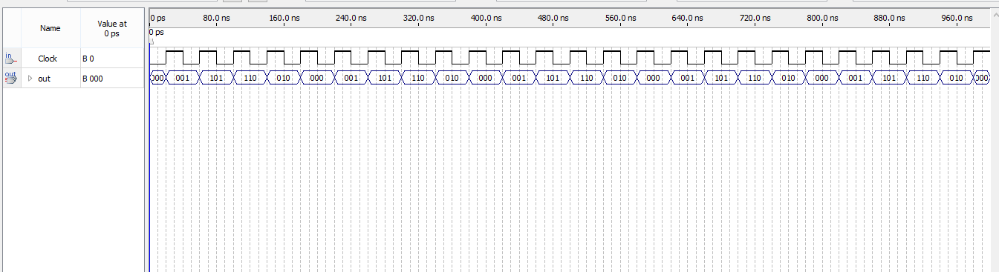 0 ps 80.0 ns 160.0 ns 240.0 ns 320.0 ns 400.0 ns 480.0 ns 560.0 ns 640.0 ns 720.0 ns 800.0 ns 880.0 ns 960.0 ns
Name Value at
0 ps
0 ps
in Clock B 0
out out B 000 000 001 101 110 010 000 001 101 110 010 000 001 101 110 010 000 001 101 110 010 000 001 101 110 010 000